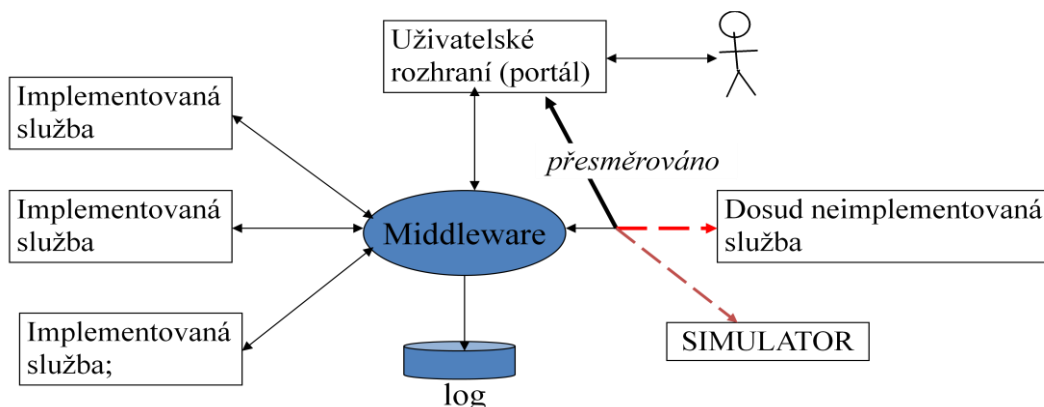 Uživatelské
rozhraní (portál)
Implementovaná
služba
přesměrováno
Implementovaná
služba
Middleware
Dosud neimplementovaná
služba
Implementovaná
služba;
SIMULATOR
log